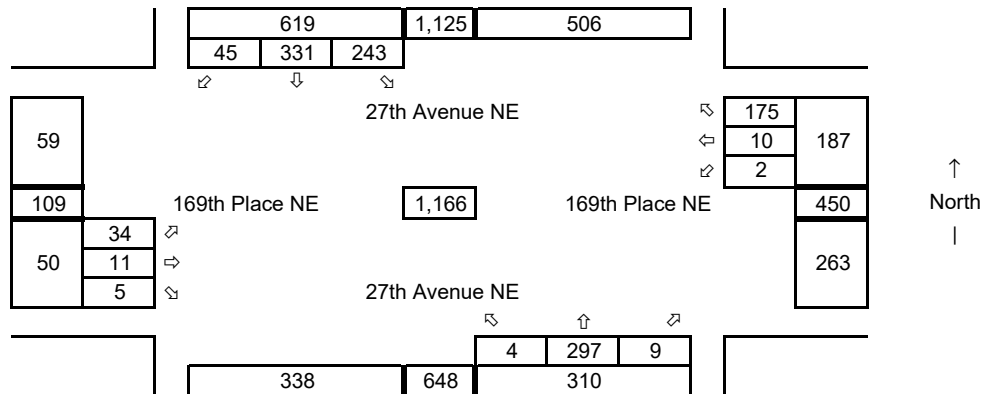 619 1,125 506
45 331 243
⬃ ⇩ ⬂
27th Avenue NE
⬁ 175
59 ⇦ 10 187
⬃ 2 ↑
109 169th Place NE 1,166 169th Place NE 450 North
34 ⬀ |
50 11 ⇨ 263
5 ⬂ 27th Avenue NE
⬁ ⇧ ⬀
4 297 9
338 648 310